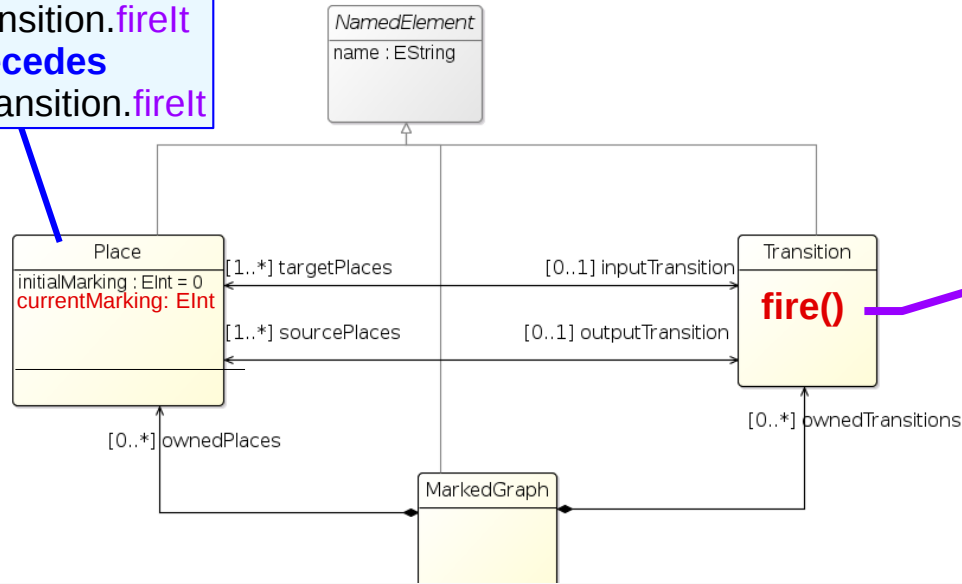 nsition.fireIt
cedes
ansition.fireIt
NamedElement
name : EString
Place
initialMarking : EInt = 0
currentMarking: EInt
[1..*] targetPlaces
[0..1] inputTransition
[1..*] sourcePlaces
[0..1] outputTransition
Transition
fire()
[0..*] ownedPlaces
[0..*] ownedTransitions
MarkedGraph